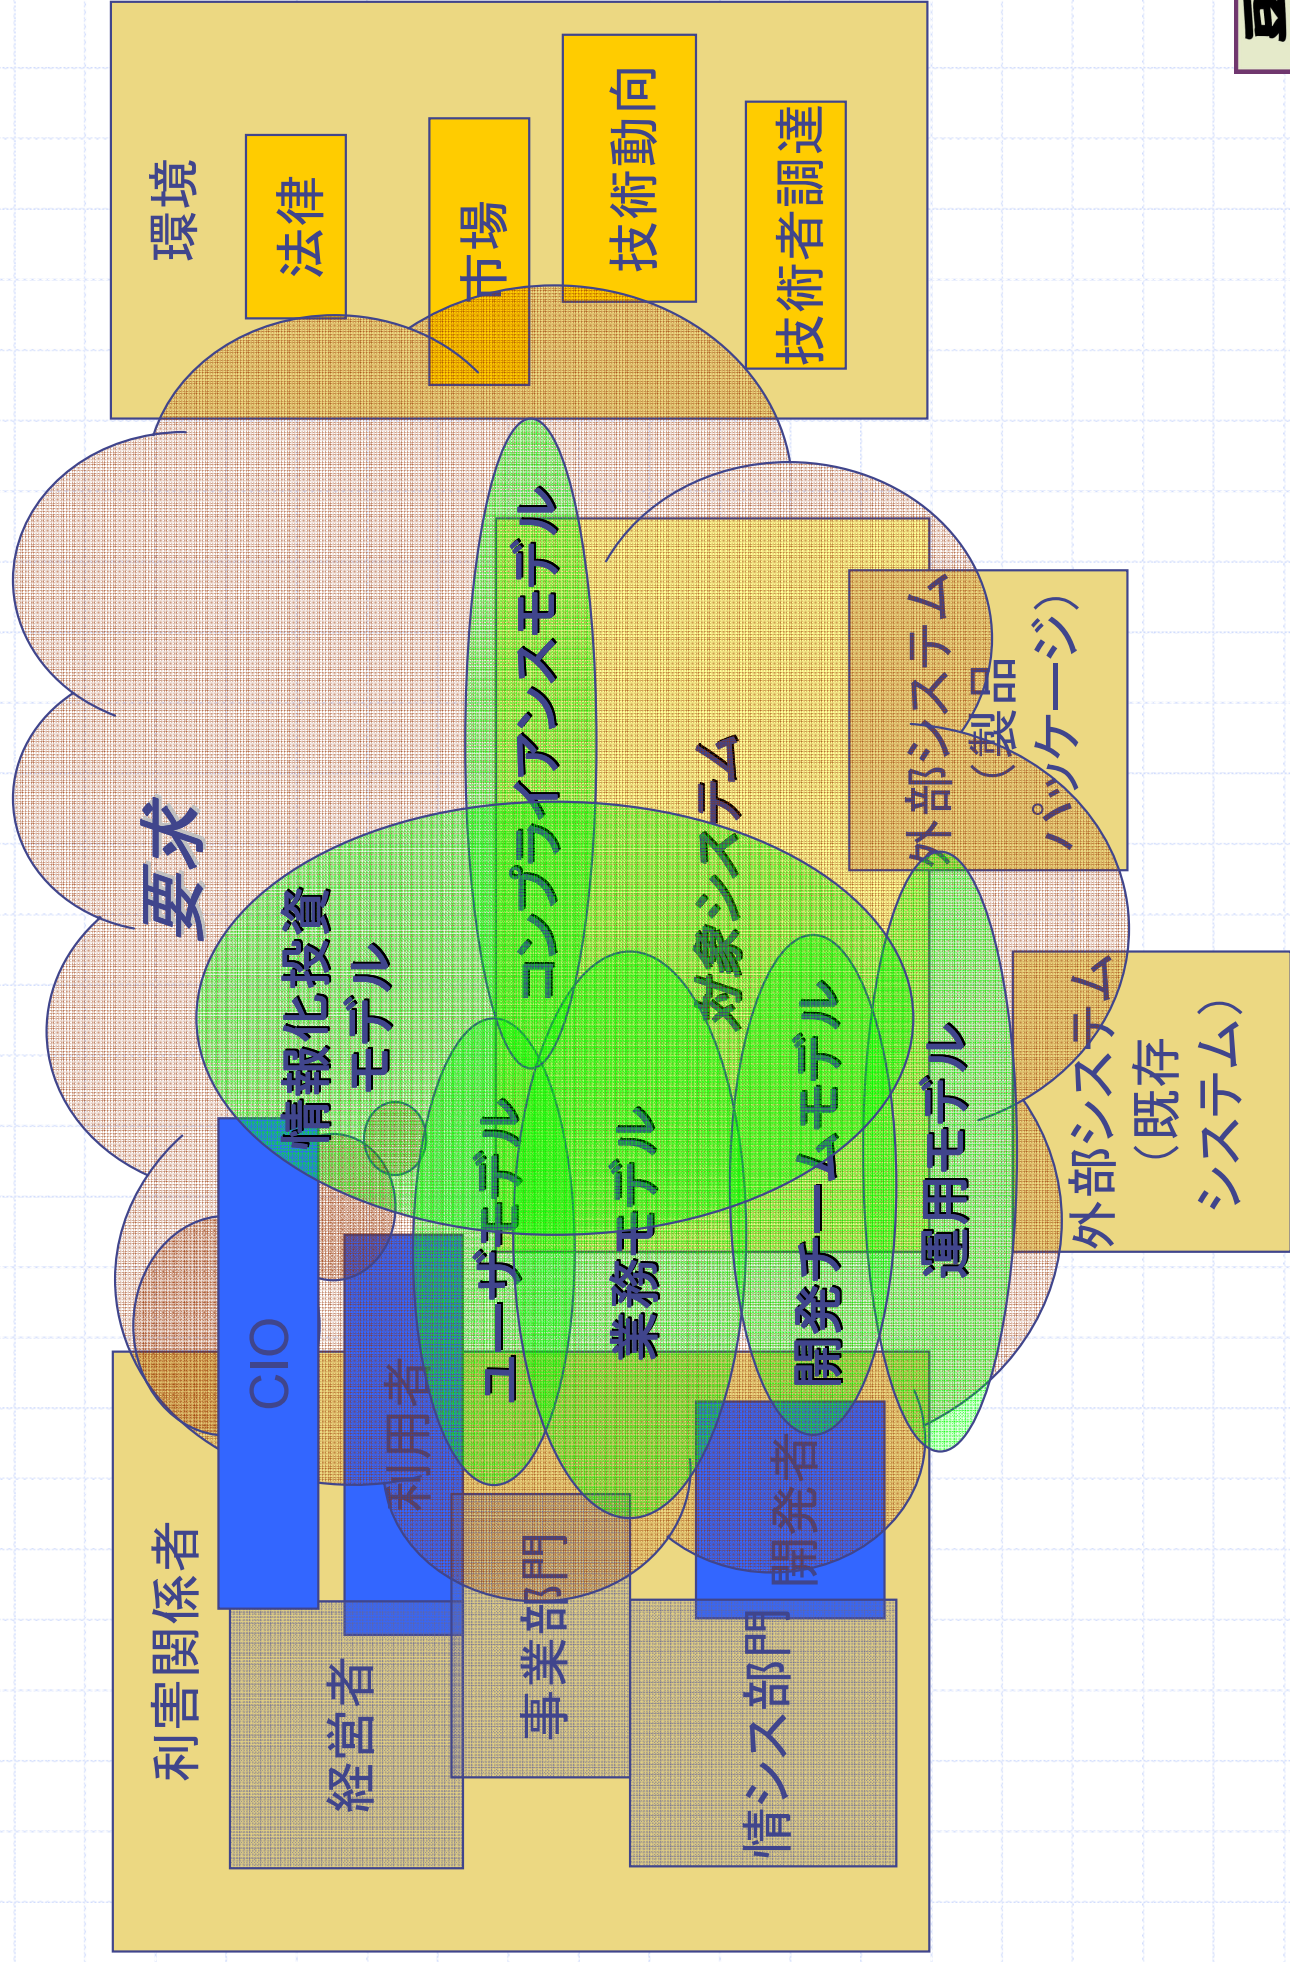 要求
利害関係者
環境
CIO
情報化投資
モデル
法律
経営者
利用者
ユーザモデル
コンプライアンスモデル
市場
事業部門
業務モデル
技術動向
対象システム
情シス部門
開発者
開発チームモデル
技術者調達
運用モデル
外部システム
（製品
パッケージ）
外部システム
（既存
システム）